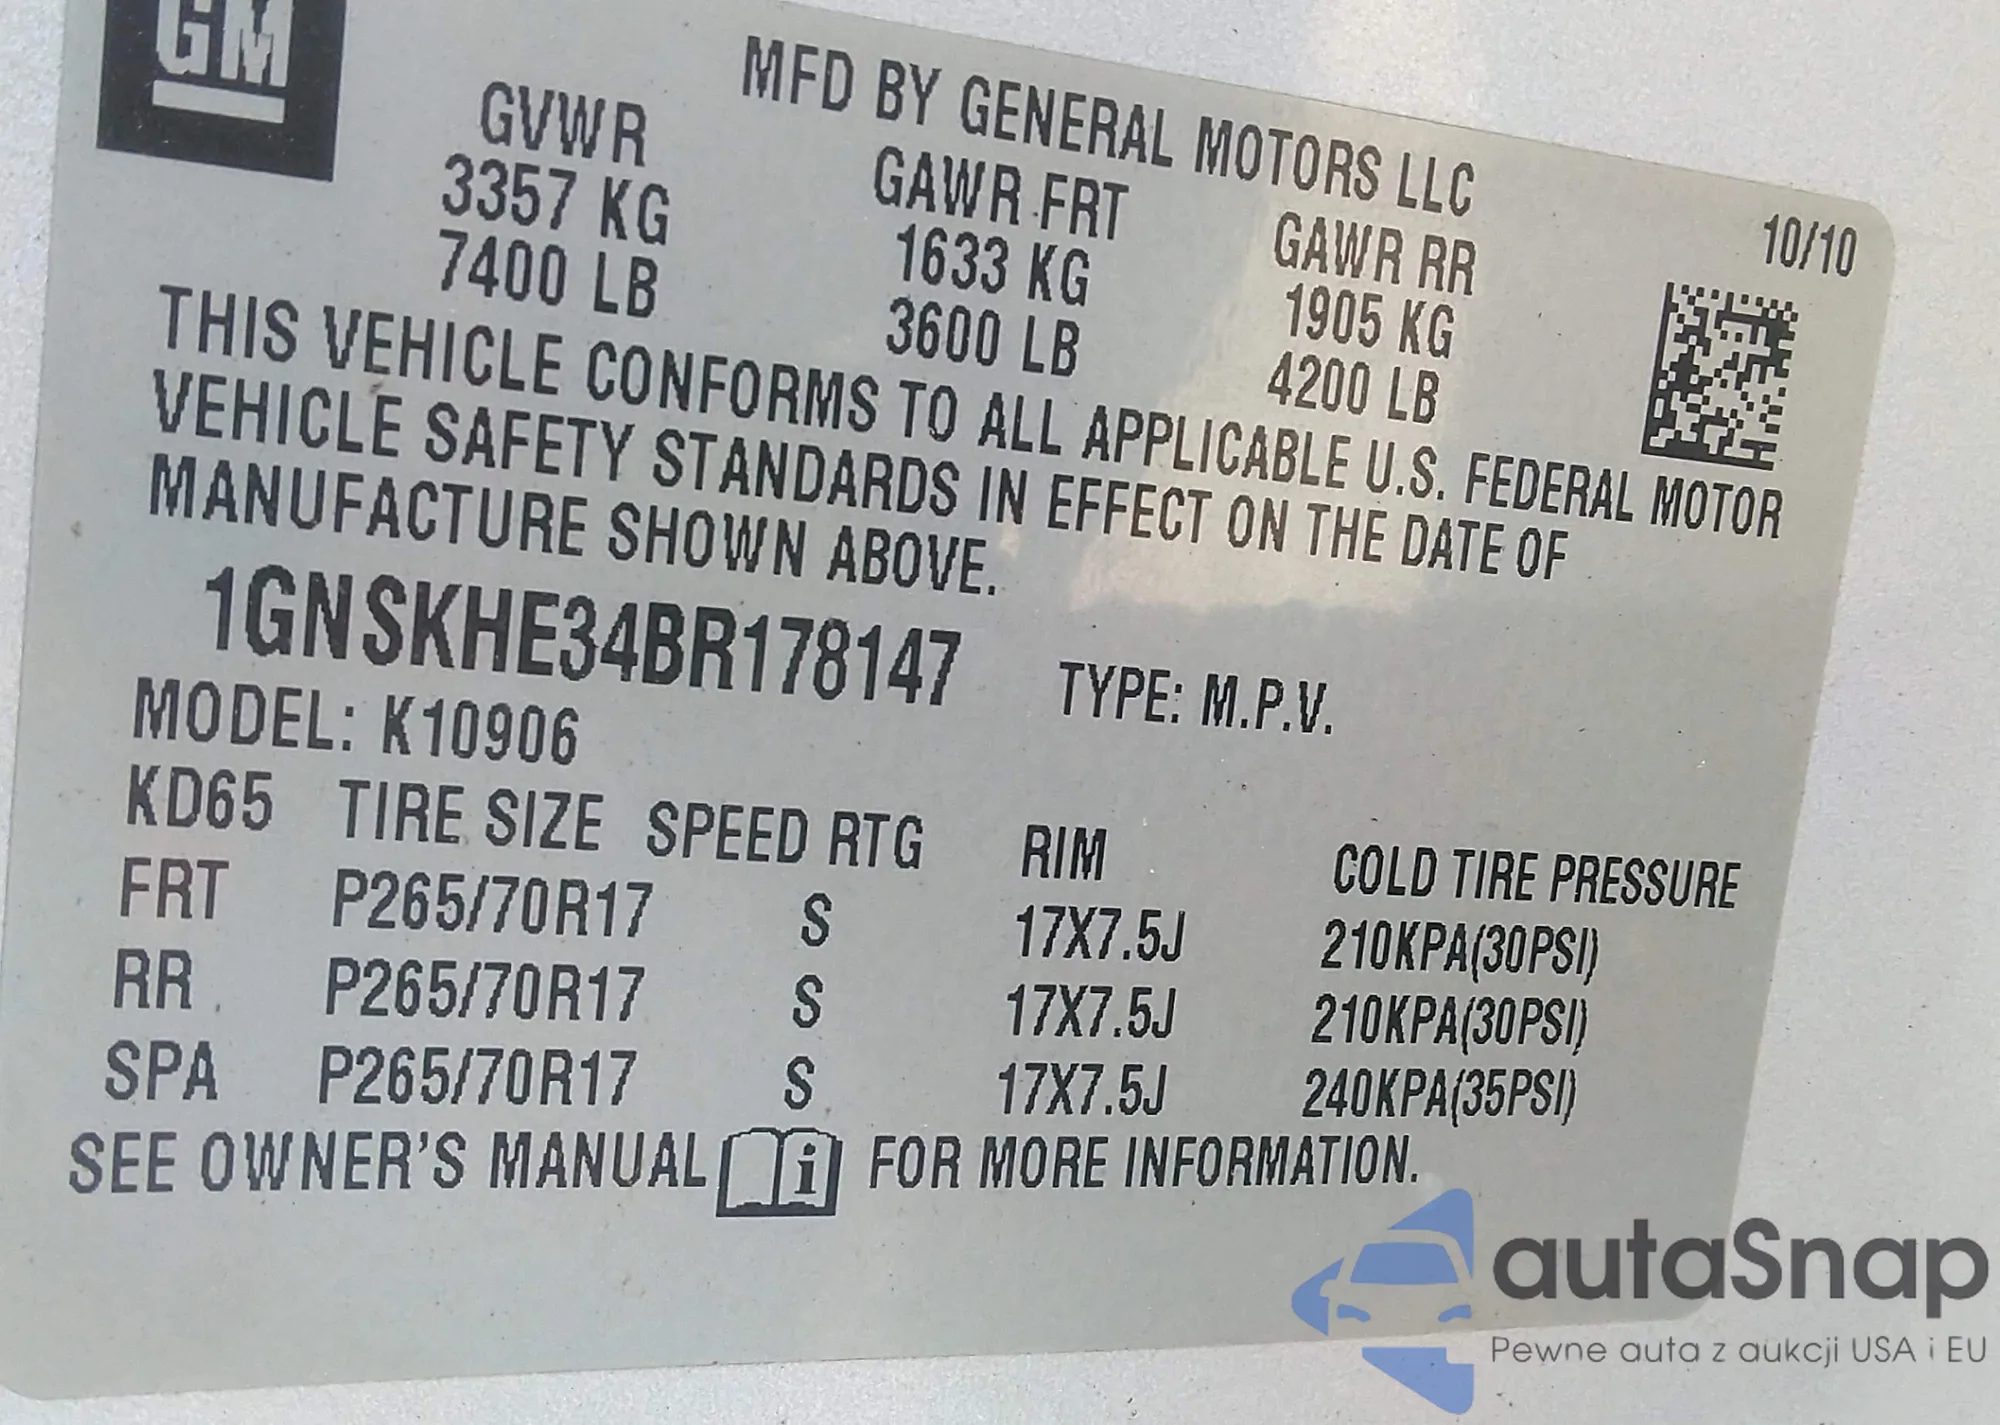 GM
MFD BY GENERAL MOTORS LLC
10/10
GVWR GAWR FRT GAWR RR
3357 KG 1633 KG 1905 KG
7400 LB 3600 LB 4200 LB
THIS VEHICLE CONFORMS TO ALL APPLICABLE U.S. FEDERAL MOTOR
VEHICLE SAFETY STANDARDS IN EFFECT ON THE DATE OF
MANUFACTURE SHOWN ABOVE.
1GNSKHE34BR178147 TYPE: M.P.V.
MODEL: K10906
KD65 TIRE SIZE SPEED RTG RIM COLD TIRE PRESSURE
FRT P265/70R17 S 17X7.5J 210KPA(30PSI)
RR P265/70R17 S 17X7.5J 210KPA(30PSI)
SPA P265/70R17 S 17X7.5J 240KPA(35PSI)
SEE OWNER'S MANUAL i FOR MORE INFORMATION.
autaSnap
Pewne auta z aukcji USA i EU